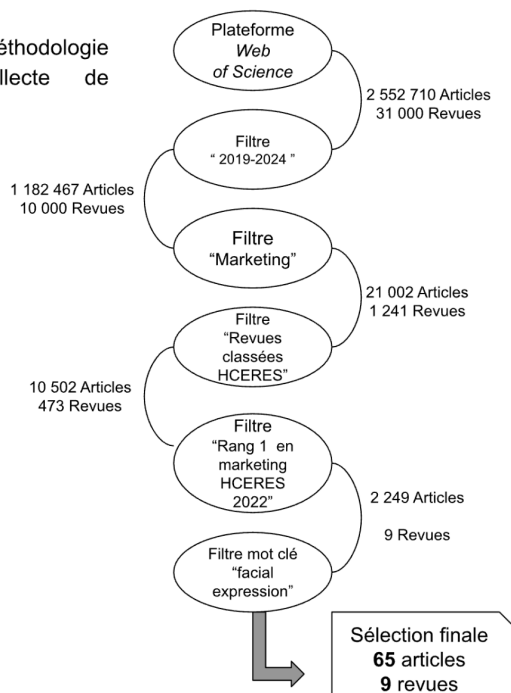 éthodologie
llecte de
Plateforme
Web
of Science
2 552 710 Articles
31 000 Revues
Filtre
“ 2019-2024 ”
1 182 467 Articles
10 000 Revues
Filtre
“Marketing”
21 002 Articles
1 241 Revues
Filtre
“Revues
classées
HCERES”
10 502 Articles
473 Revues
Filtre
“Rang 1 en
marketing
HCERES
2022”
2 249 Articles
9 Revues
Filtre mot clé
“facial
expression”
Sélection finale
65 articles
9 revues